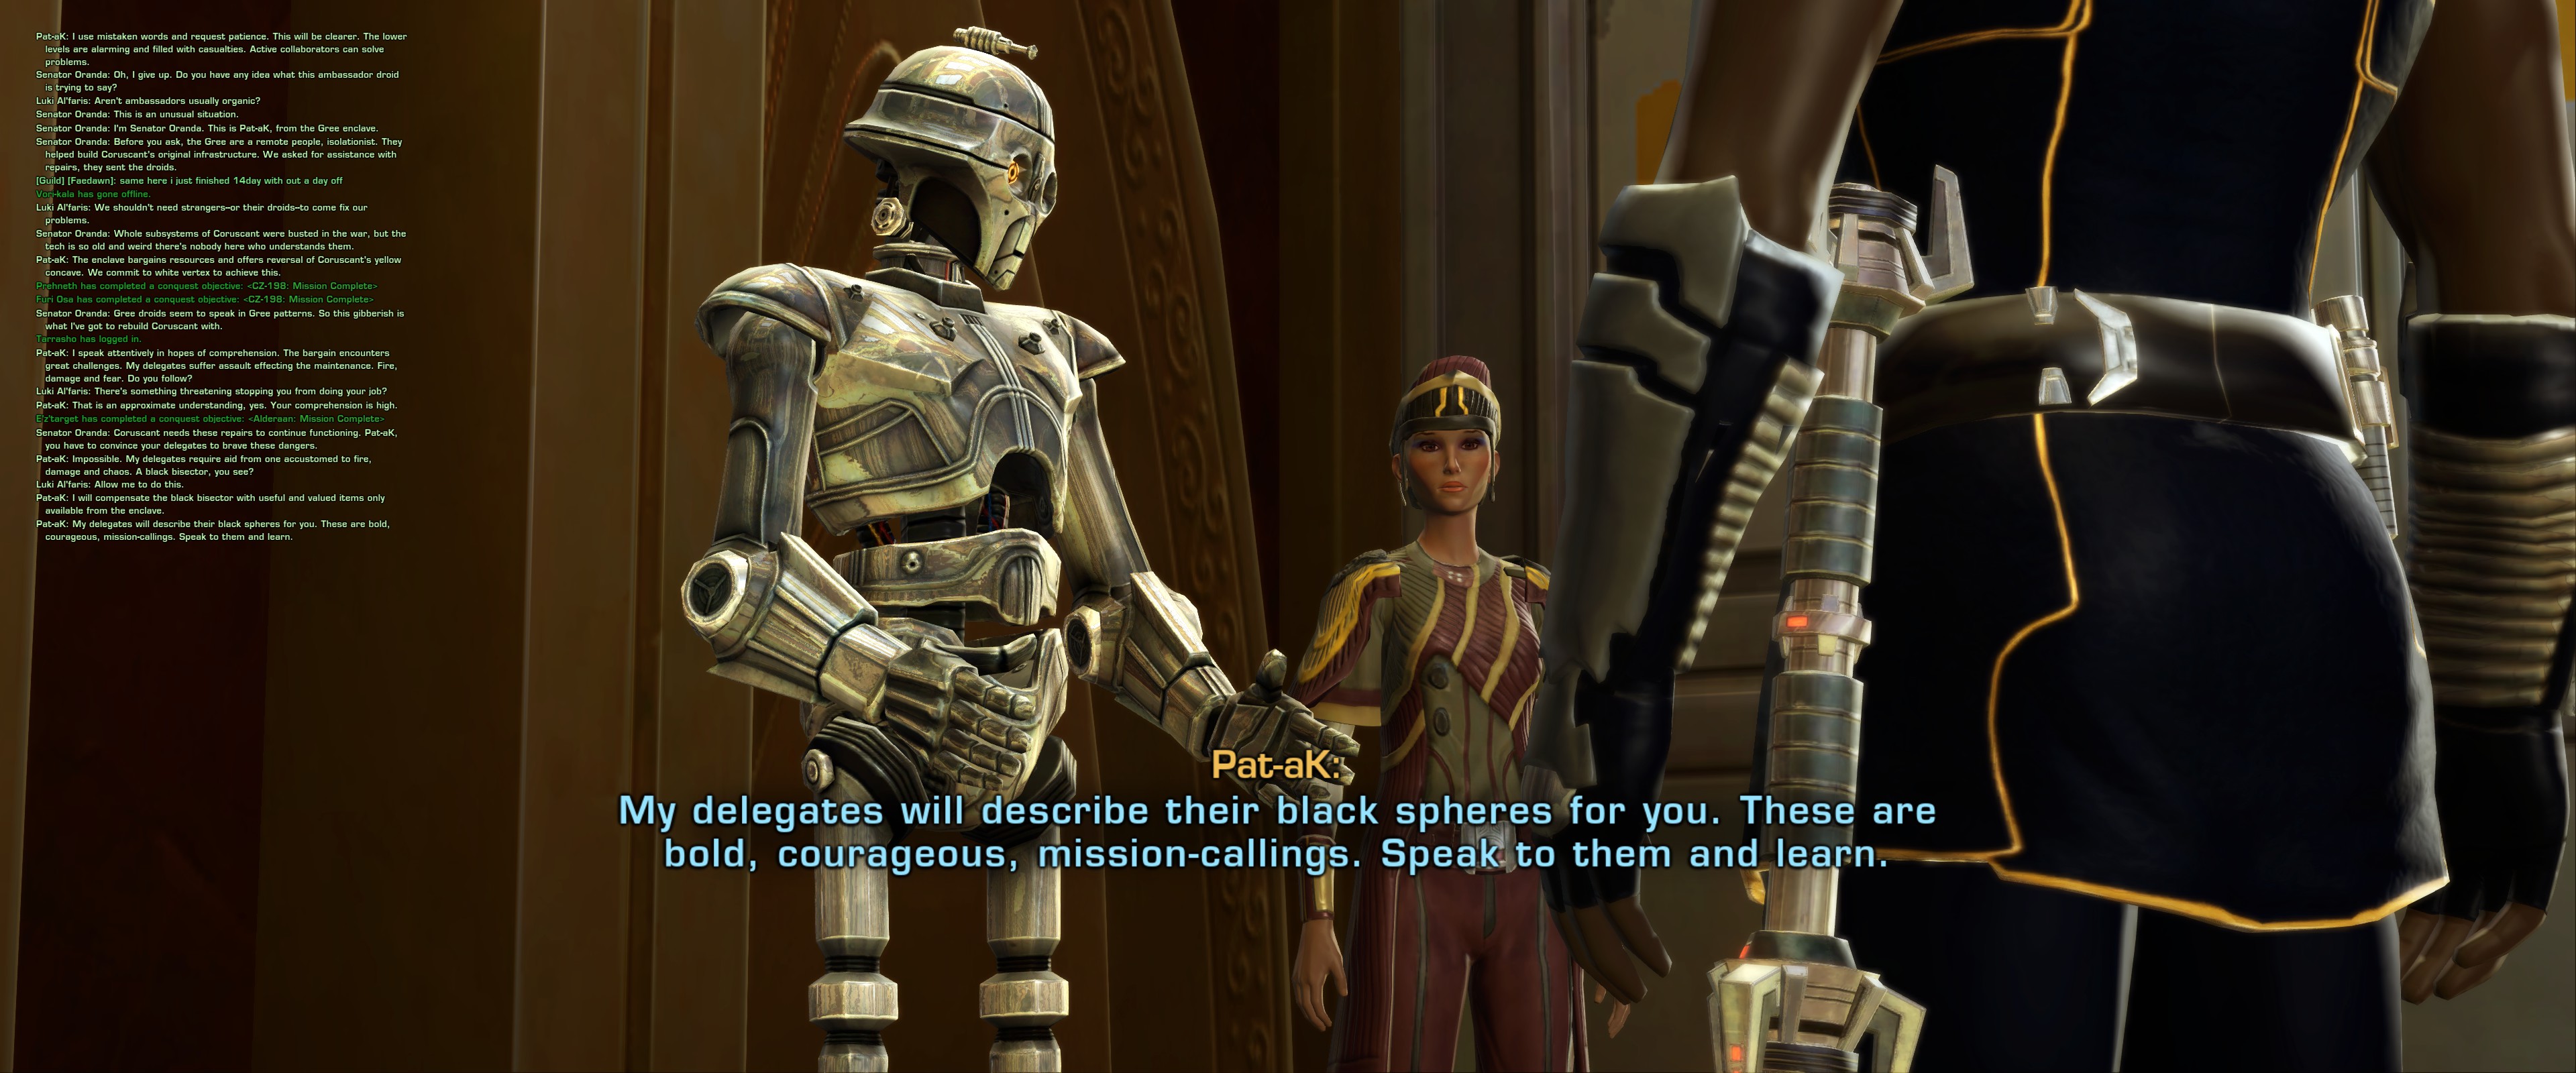 Pat-aK: I use mistaken words and request patience. This will be clearer. The lower
levels are alarming and filled with casualties. Active collaborators can solve
problems.
Senator Oranda: Oh, I give up. Do you have any idea what this ambassador droid
is trying to say?
Luki Al'faris: Aren't ambassadors usually organic?
Senator Oranda: This is an unusual situation.
Senator Oranda: I'm Senator Oranda. This is Pat-aK, from the Gree enclave.
Senator Oranda: Before you ask, the Gree are a remote people, isolationist. They
helped build Coruscant's original infrastructure. We asked for assistance with
repairs, they sent the droids.
[Guild] [Faedawn]: same here i just finished 14day with out a day off
Vori-kala has gone offline.
Luki Al'faris: We shouldn't need strangers–or their droids–to come fix our
problems.
Senator Oranda: Whole subsystems of Coruscant were busted in the war, but the
tech is so old and weird there's nobody here who understands them.
Pat-aK: The enclave bargains resources and offers reversal of Coruscant's yellow
concave. We commit to white vertex to achieve this.
Prehneth has completed a conquest objective: <CZ-198: Mission Complete>
Furi Osa has completed a conquest objective: <CZ-198: Mission Complete>
Senator Oranda: Gree droids seem to speak in Gree patterns. So this gibberish is
what I've got to rebuild Coruscant with.
Tarrasho has logged in.
Pat-aK: I speak attentively in hopes of comprehension. The bargain encounters
great challenges. My delegates suffer assault effecting the maintenance. Fire,
damage and fear. Do you follow?
Luki Al'faris: There's something threatening stopping you from doing your job?
Pat-aK: That is an approximate understanding, yes. Your comprehension is high.
E'z'target has completed a conquest objective: <Alderaan: Mission Complete>
Senator Oranda: Coruscant needs these repairs to continue functioning. Pat-aK,
you have to convince your delegates to brave these dangers.
Pat-aK: Impossible. My delegates require aid from one accustomed to fire,
damage and chaos. A black bisector, you see?
Luki Al'faris: Allow me to do this.
Pat-aK: I will compensate the black bisector with useful and valued items only
available from the enclave.
Pat-aK: My delegates will describe their black spheres for you. These are bold,
courageous, mission-callings. Speak to them and learn.
Pat-aK:
My delegates will describe their black spheres for you. These are
bold, courageous, mission-callings. Speak to them and learn.